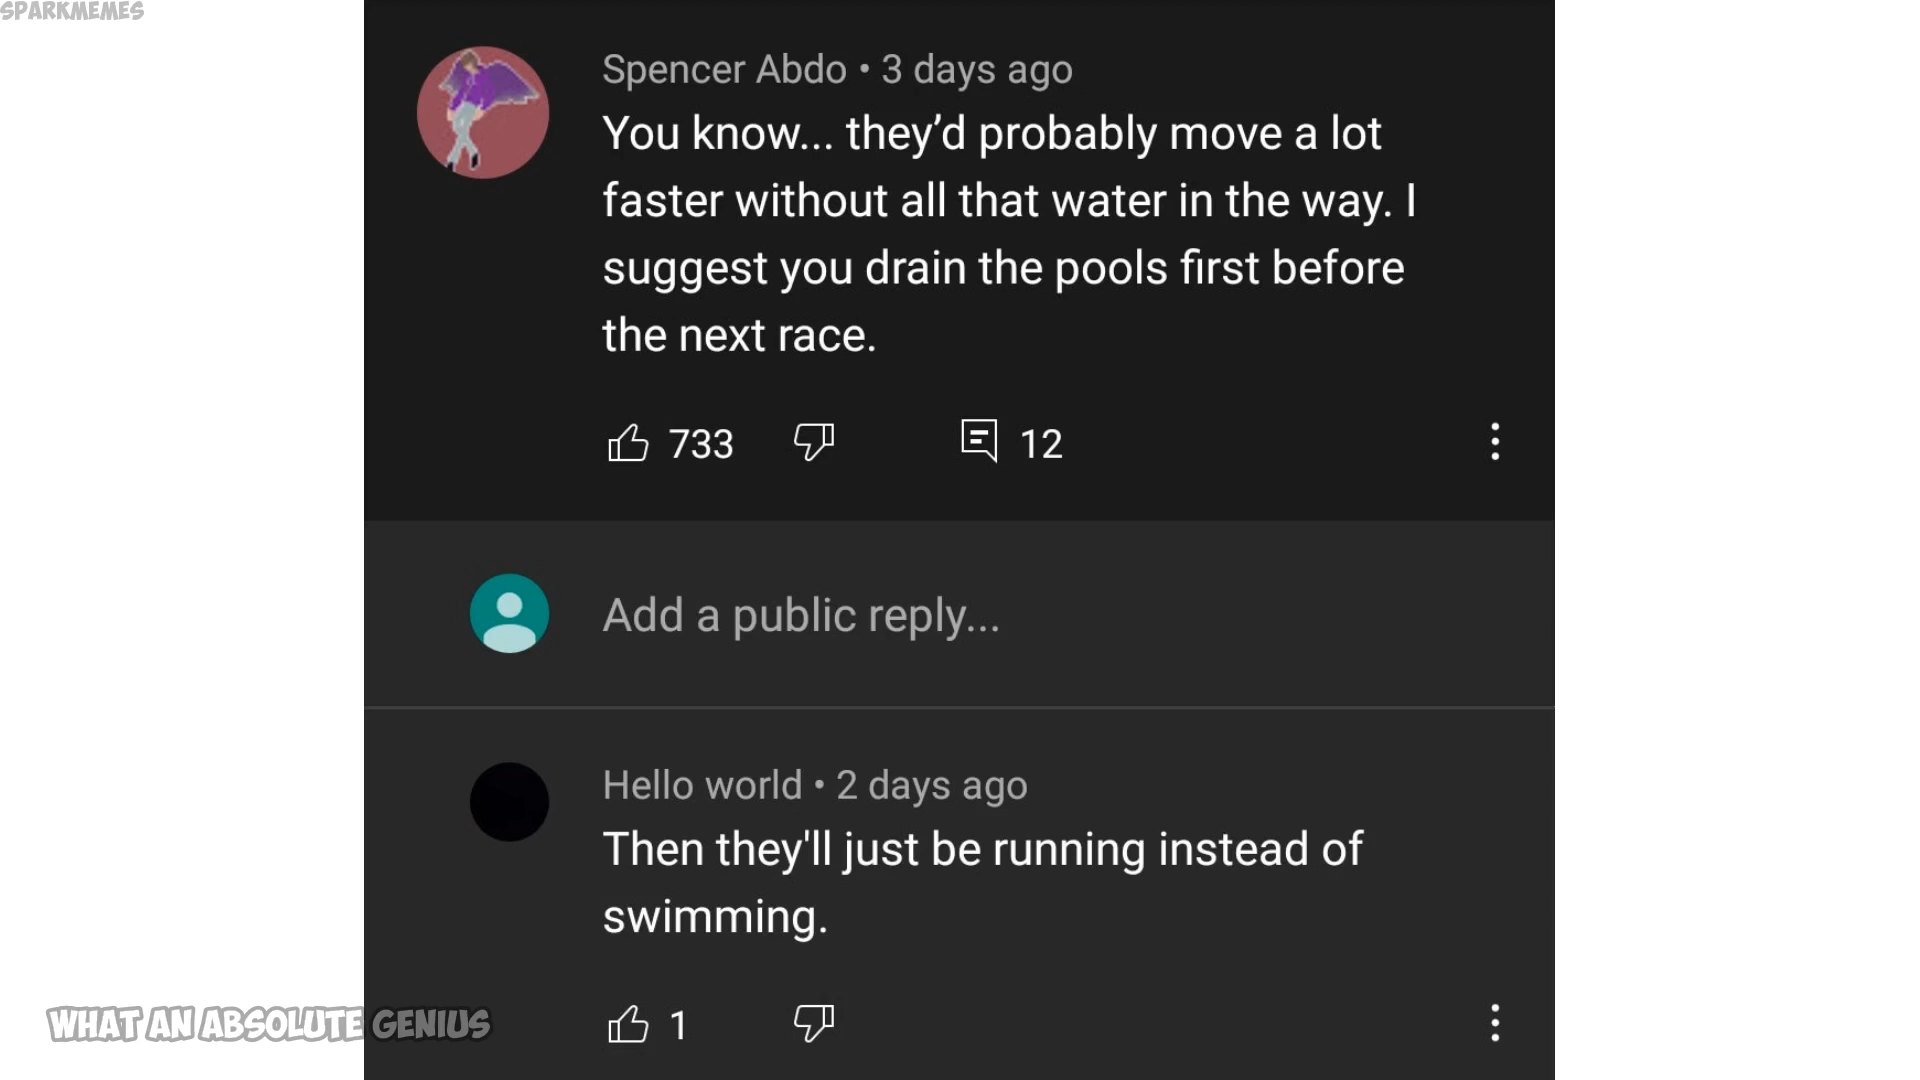 SPARKMEMES
Spencer Abdo • 3 days ago
You know... they’d probably move a lot
faster without all that water in the way. I
suggest you drain the pools first before
the next race.
733
12
Add a public reply...
Hello world • 2 days ago
Then they'll just be running instead of
swimming.
1
WHAT AN ABSOLUTE GENIUS